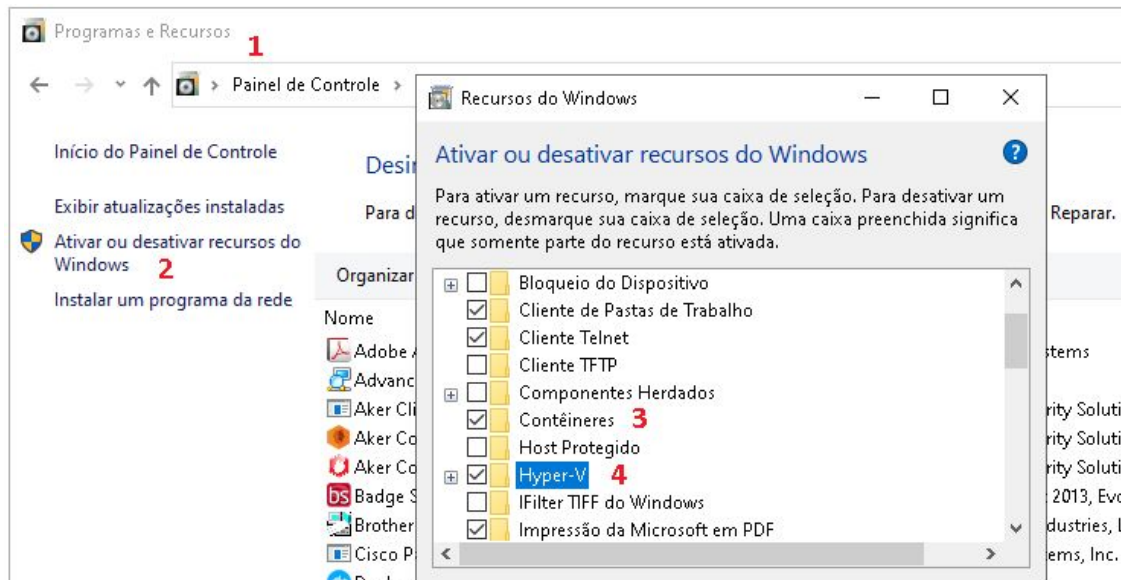 Programas e Recursos
1
Painel de Controle
Recursos do Windows
Início do Painel de Controle
Exibir atualizações instaladas
Ativar ou desativar recursos do
Windows 2
Instalar um programa da rede
Ativar ou desativar recursos do Windows
?
Para ativar um recurso, marque sua caixa de seleção. Para desativar um
recurso, desmarque sua caixa de seleção. Uma caixa preenchida significa
que somente parte do recurso está ativada.
Desi
Para d
Reparar.
Organizar
Nome
Adobe
Advanc
Aker Cli
Aker Co
Aker Co
bs Badge S
Brother
Cisco P
Bloqueio do Dispositivo
Cliente de Pastas de Trabalho
Cliente Telnet
Cliente TFTP
Componentes Herdados
Contêineres 3
Host Protegido
Hyper-V 4
IFilter TIFF do Windows
Impressão da Microsoft em PDF
stems
rity Soluti
rity Soluti
rity Soluti
2013, Evo
dustries, L
ems, Inc.